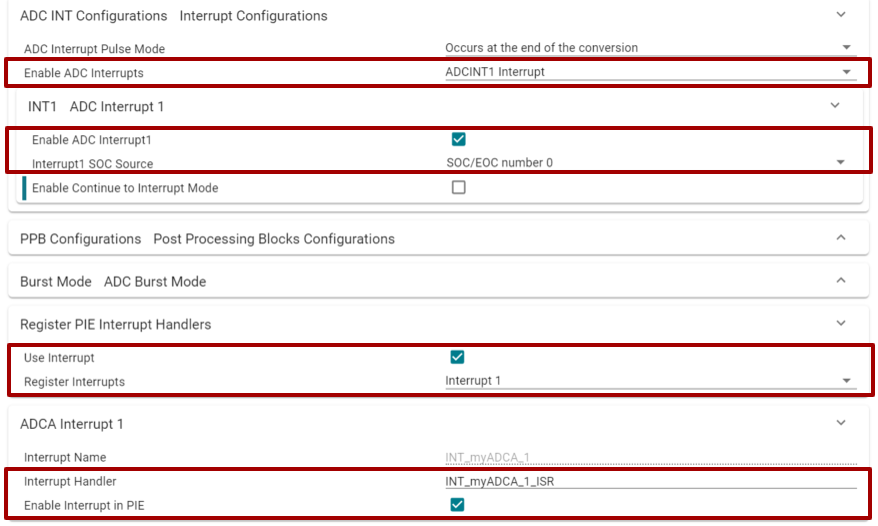 ADC INT Configurations Interrupt Configurations
ADC Interrupt Pulse Mode Occurs at the end of the conversion
Enable ADC Interrupts ADCINT1 Interrupt
INT1 ADC Interrupt 1
Enable ADC Interrupt1
Interrupt1 SOC Source SOC/EOC number 0
Enable Continue to Interrupt Mode
PPB Configurations Post Processing Blocks Configurations
Burst Mode ADC Burst Mode
Register PIE Interrupt Handlers
Use Interrupt
Register Interrupts Interrupt 1
ADCA Interrupt 1
Interrupt Name INT_myADCA_1
Interrupt Handler INT_myADCA_1_ISR
Enable Interrupt in PIE